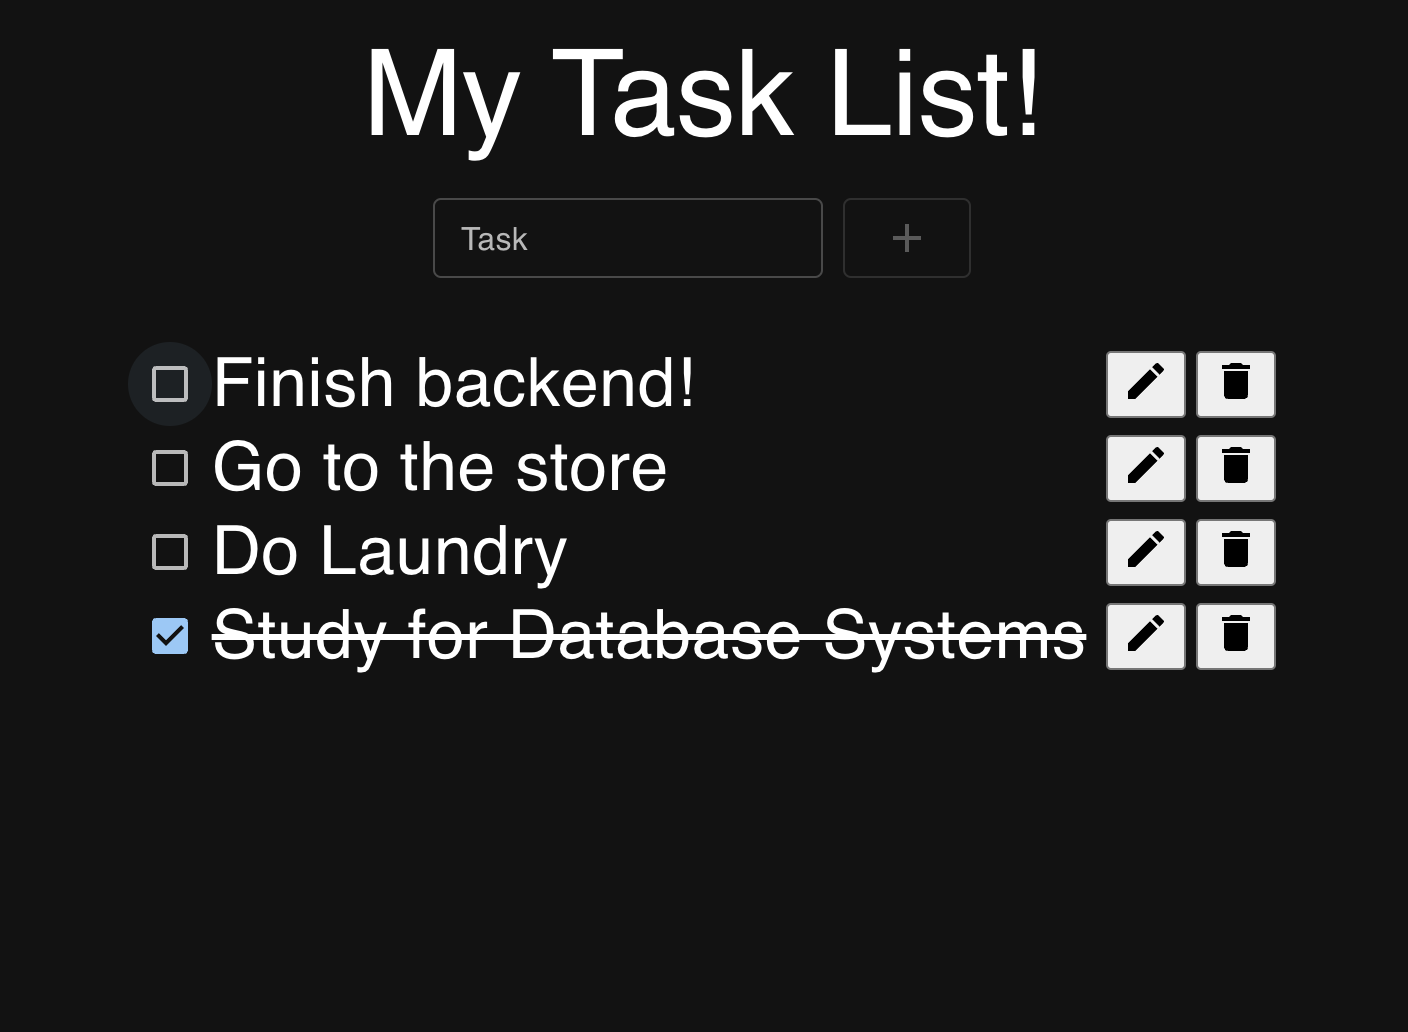 My Task List!
Task
Finish backend!
Go to the store
Do Laundry
Study for Database Systems